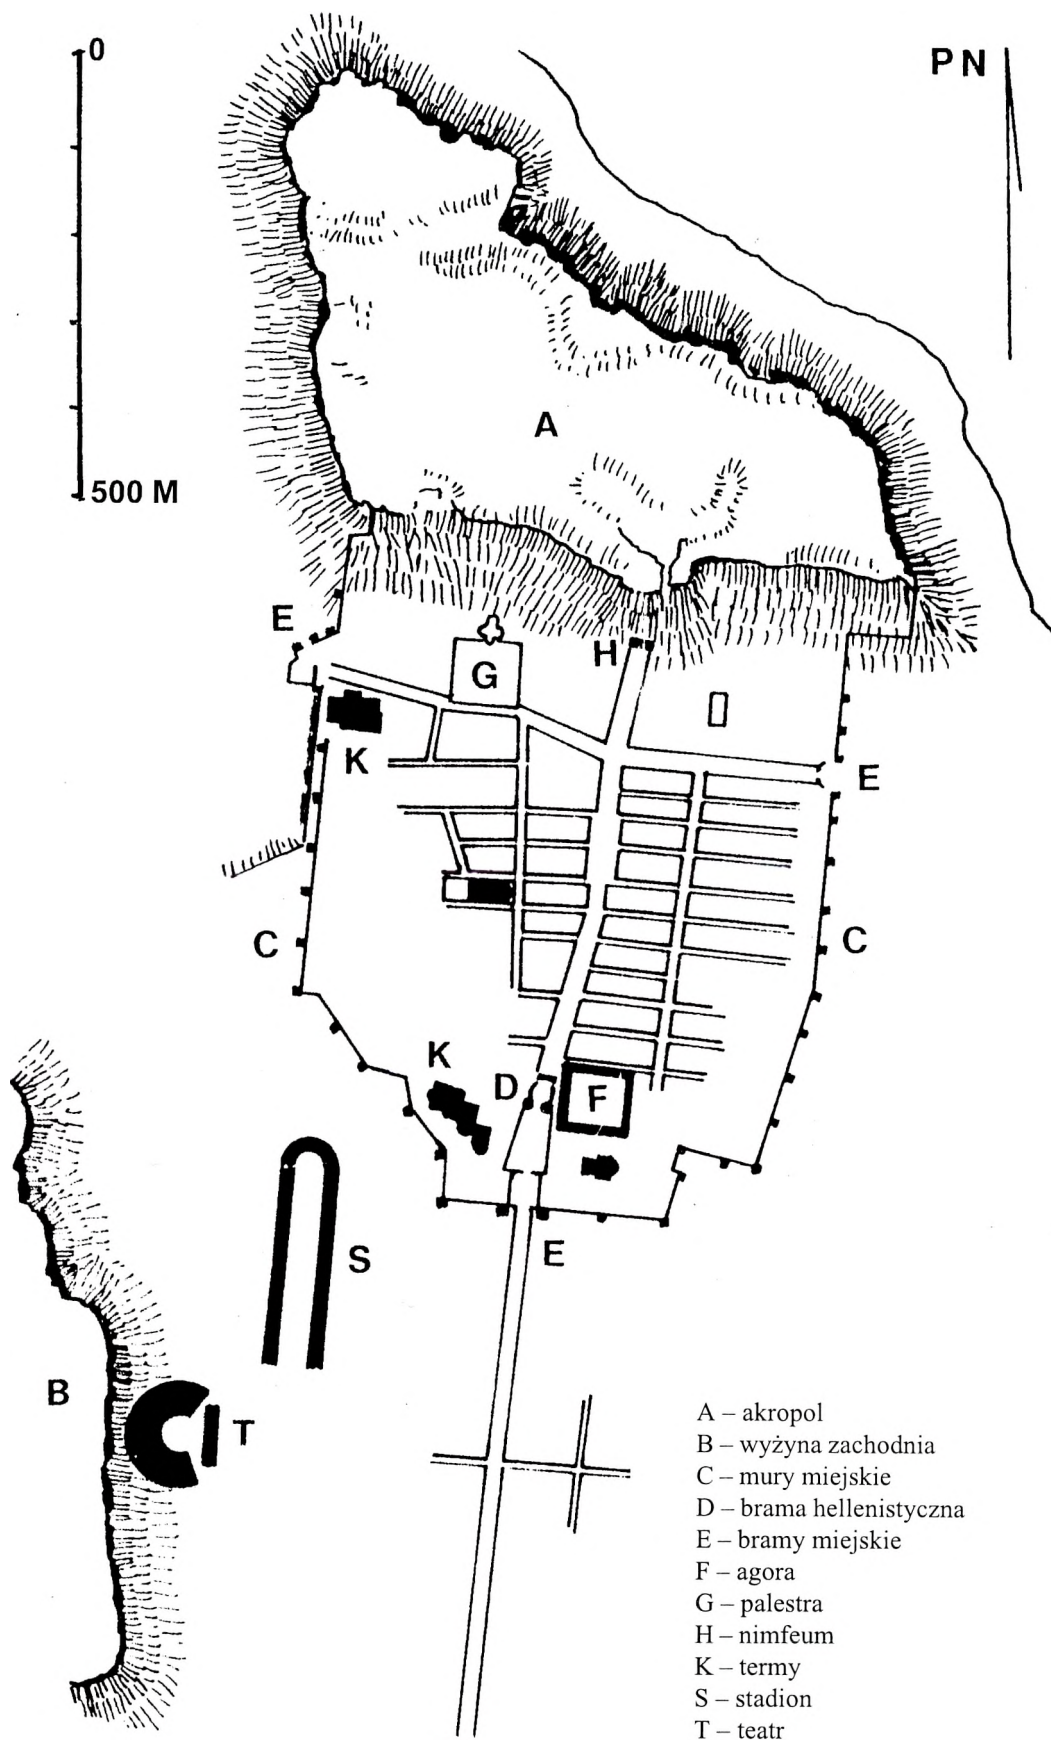 0
PN
A
500 M
E
H
G
K
E
C
C
K
D
F
S
E
B
T
A – akropol
B – wyżyna zachodnia
C – mury miejskie
D – brama hellenistyczna
E – bramy miejskie
F – agora
G – palestra
H – nimfeum
K – termy
S – stadion
T – teatr